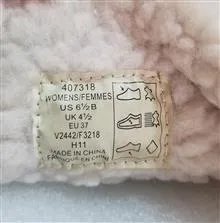 407318
WOMENS/FEMMES
US 6½ B
UK 4½
EU 37
V2442/F3218
H11
MADE IN CHINA
FABRIQUÉ EN CHINE